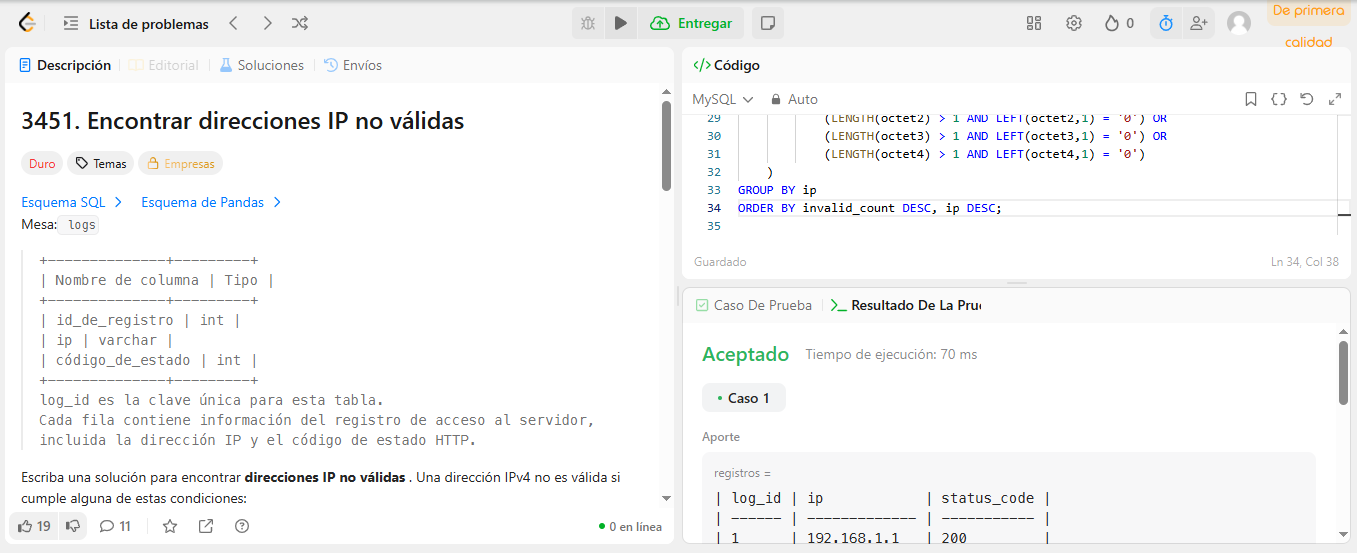 Lista de problemas
Entregar
0
De primera
calidad
Descripción
Editorial
Soluciones
Envíos
3451. Encontrar direcciones IP no válidas
Duro
Temas
Empresas
Esquema SQL
Esquema de Pandas
Mesa: logs
+--------------+---------+
| Nombre de columna | Tipo |
+--------------+---------+
| id_de_registro | int |
| ip | varchar |
| código_de_estado | int |
+--------------+---------+
log_id es la clave única para esta tabla.
Cada fila contiene información del registro de acceso al servidor,
incluida la dirección IP y el código de estado HTTP.
Escriba una solución para encontrar direcciones IP no válidas . Una dirección IPv4 no es válida si
cumple alguna de estas condiciones:
19
11
0 en línea
</> Código
MySQL
Auto
29 (LENGTH(octet2) > 1 AND LEFT(octet2,1) = '0') OR
30 (LENGTH(octet3) > 1 AND LEFT(octet3,1) = '0') OR
31 (LENGTH(octet4) > 1 AND LEFT(octet4,1) = '0')
32 )
33 GROUP BY ip
34 ORDER BY invalid_count DESC, ip DESC;
35
Guardado
Ln 34, Col 38
Caso De Prueba
Resultado De La Prue
Aceptado
Tiempo de ejecución: 70 ms
Caso 1
Aporte
registros =
| log_id | ip | status_code |
| ------ | ------------- | ----------- |
| 1 | 192.168.1.1 | 200 |